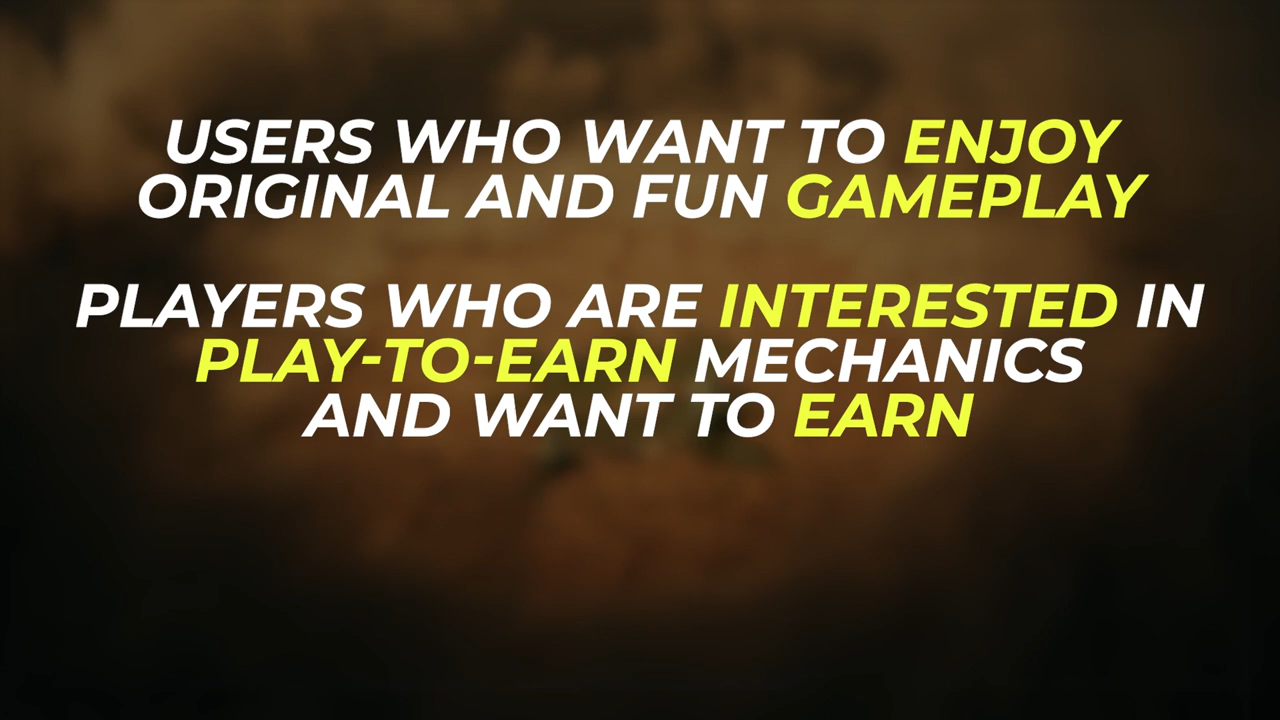 USERS WHO WANT TO ENJOY
ORIGINAL AND FUN GAMEPLAY
PLAYERS WHO ARE INTERESTED IN
PLAY-TO-EARN MECHANICS
AND WANT TO EARN